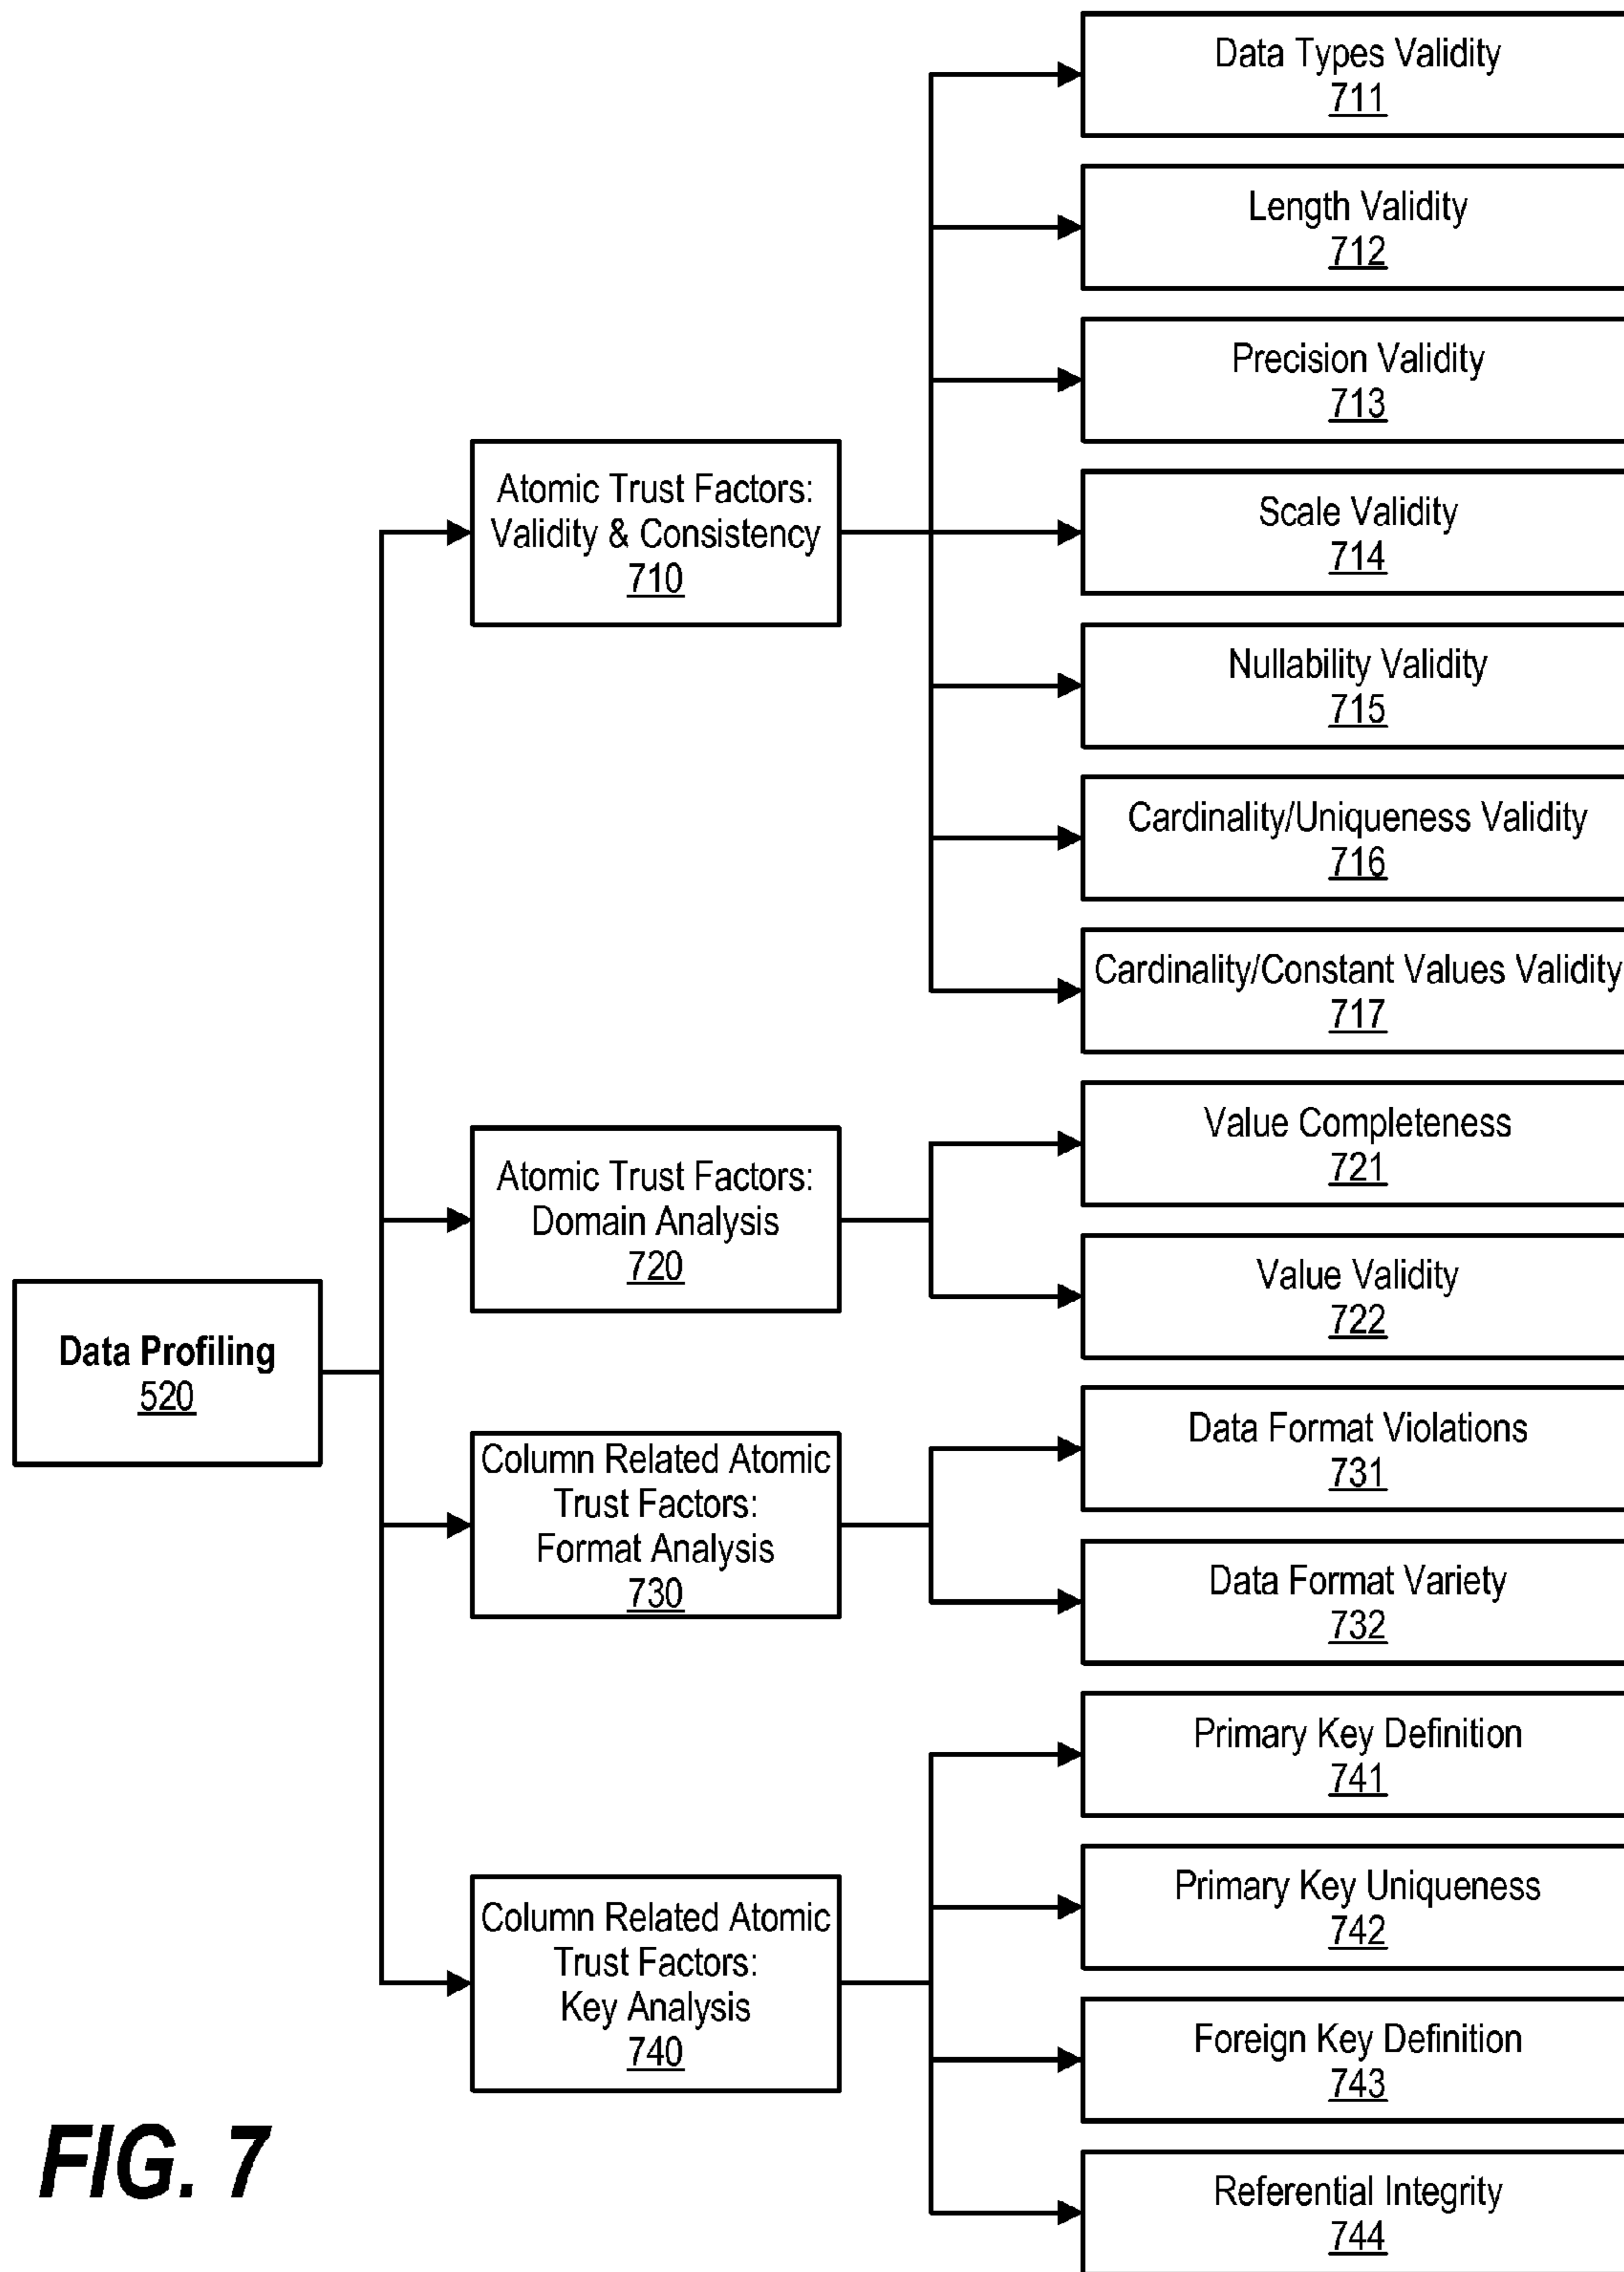 Data Types Validity
711
Length Validity
712
Precision Validity
713
Atomic Trust Factors:
Validity & Consistency
710
Scale Validity
714
Nullability Validity
715
Cardinality/Uniqueness Validity
716
Cardinality/Constant Values Validity
717
Value Completeness
721
Atomic Trust Factors:
Domain Analysis
720
Value Validity
722
Data Profiling
520
Data Format Violations
731
Column Related Atomic
Trust Factors:
Format Analysis
730
Data Format Variety
732
Primary Key Definition
741
Primary Key Uniqueness
742
Column Related Atomic
Trust Factors:
Key Analysis
740
Foreign Key Definition
743
Referential Integrity
744
FIG. 7